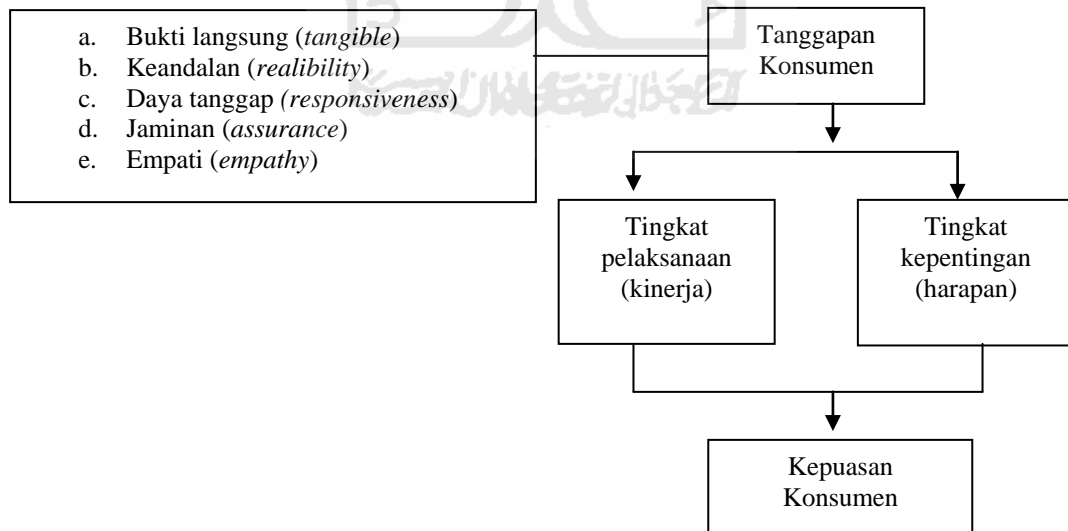 a. Bukti langsung (tangible)
b. Keandalan (realibility)
c. Daya tanggap (responsiveness)
d. Jaminan (assurance)
e. Empati (empathy)
Tanggapan
Konsumen
Tingkat
pelaksanaan
(kinerja)
Tingkat
kepentingan
(harapan)
Kepuasan
Konsumen